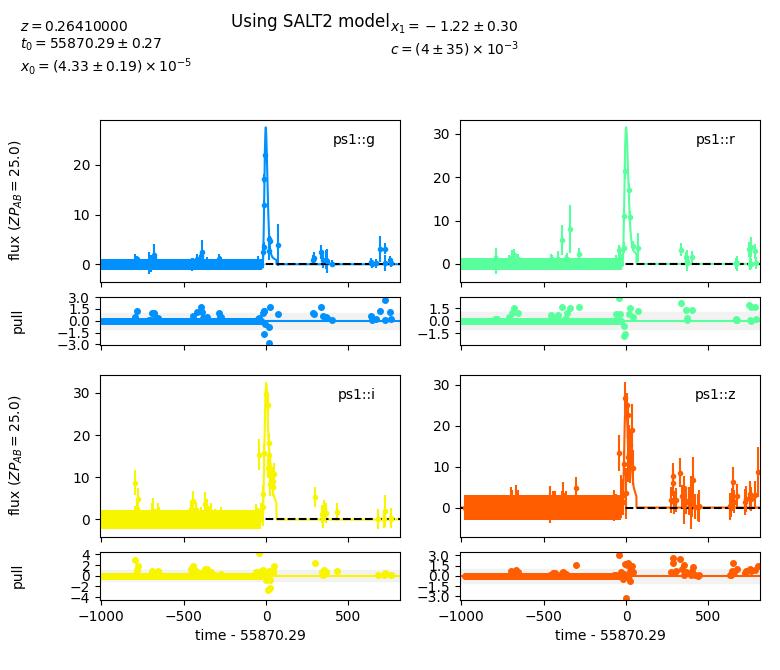 Using SALT2 model
z = 0.26410000
t₀ = 55870.29 ± 0.27
x₀ = (4.33 ± 0.19) × 10⁻⁵
x₁ = −1.22 ± 0.30
c = (4 ± 35) × 10⁻³
flux (ZP_AB = 25.0)
20
10
0
ps1::g
30
20
10
0
ps1::r
pull
3.0
1.5
0.0
−1.5
−3.0
1.5
0.0
−1.5
flux (ZP_AB = 25.0)
30
20
10
0
ps1::i
30
20
10
0
ps1::z
pull
4
2
0
−2
−4
3.0
1.5
0.0
−1.5
−3.0
−1000
−500
0
500
−1000
−500
0
500
time - 55870.29
time - 55870.29